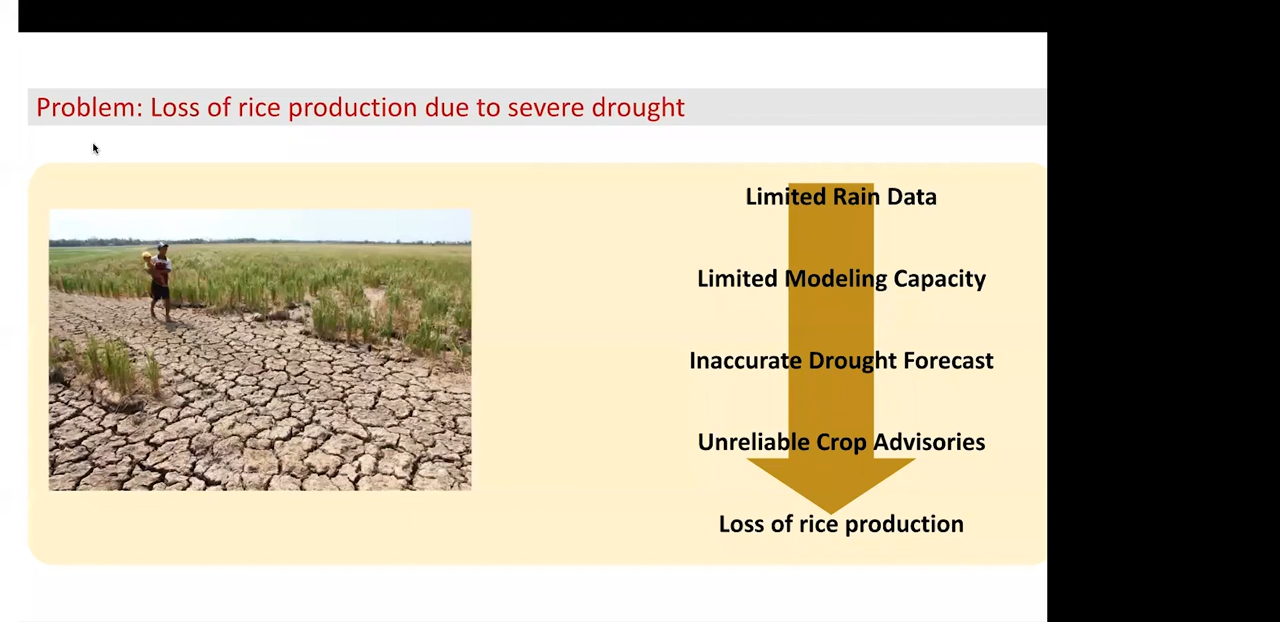 Problem: Loss of rice production due to severe drought
Limited Rain Data
Limited Modeling Capacity
Inaccurate Drought Forecast
Unreliable Crop Advisories
Loss of rice production